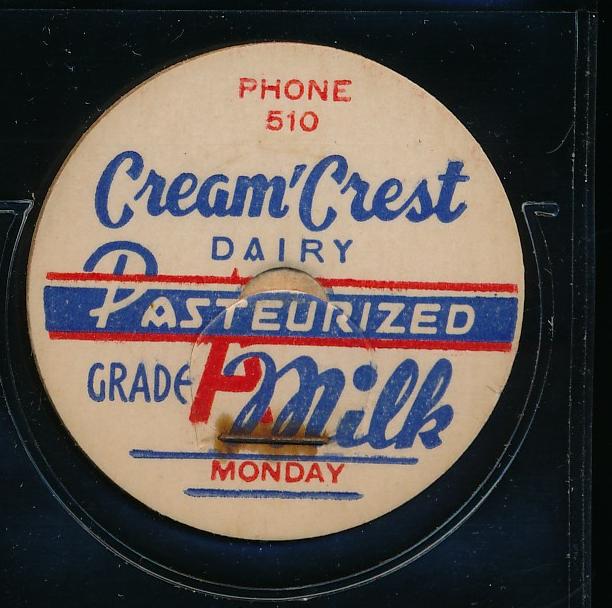 PHONE
510
Cream'Crest
DAIRY
PASTEURIZED
GRADE A Milk
MONDAY